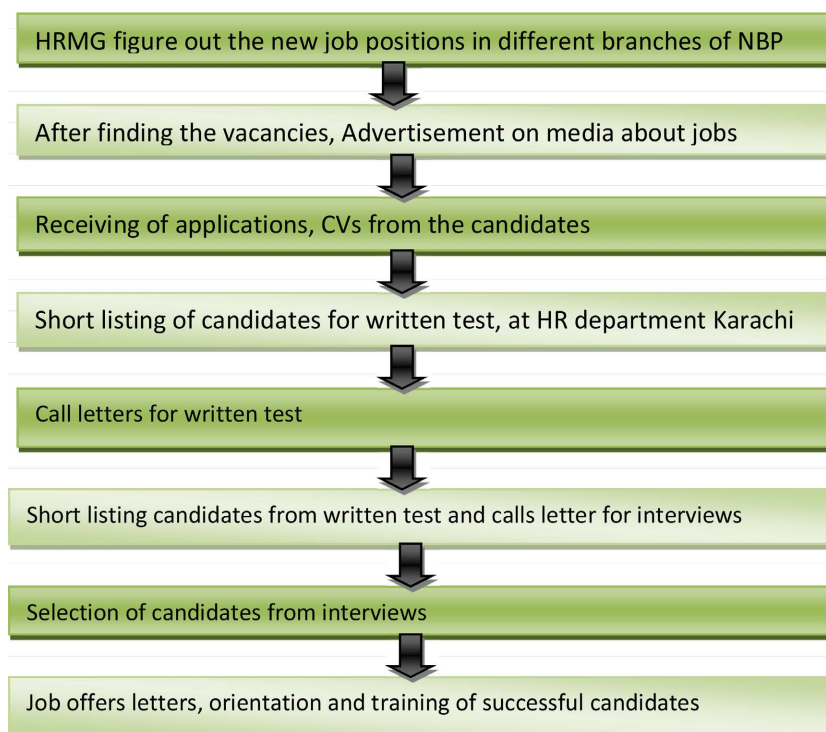 HRMG figure out the new job positions in different branches of NBP
After finding the vacancies, Advertisement on media about jobs
Receiving of applications, CVs from the candidates
Short listing of candidates for written test, at HR department Karachi
Call letters for written test
Short listing candidates from written test and calls letter for interviews
Selection of candidates from interviews
Job offers letters, orientation and training of successful candidates